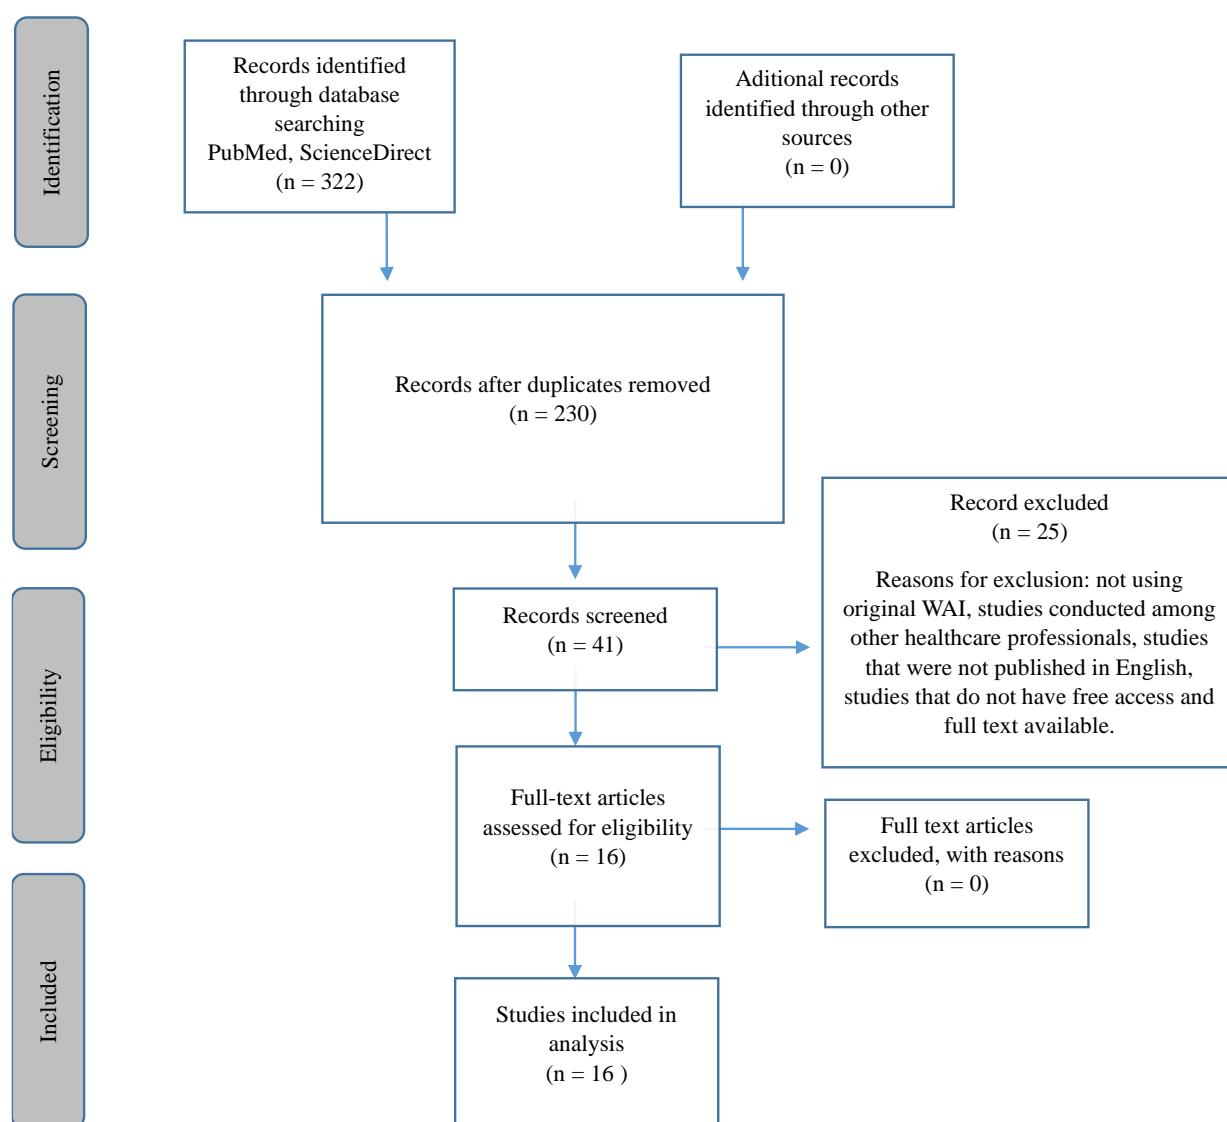 Identification
Records identified
through database
searching
PubMed, ScienceDirect
(n = 322)
Aditional records
identified through other
sources
(n = 0)
Screening
Records after duplicates removed
(n = 230)
Record excluded
(n = 25)
Reasons for exclusion: not using
original WAI, studies conducted among
other healthcare professionals, studies
that were not published in English,
studies that do not have free access and
full text available.
Eligibility
Records screened
(n = 41)
Full-text articles
assessed for eligibility
(n = 16)
Full text articles
excluded, with reasons
(n = 0)
Included
Studies included in
analysis
(n = 16 )